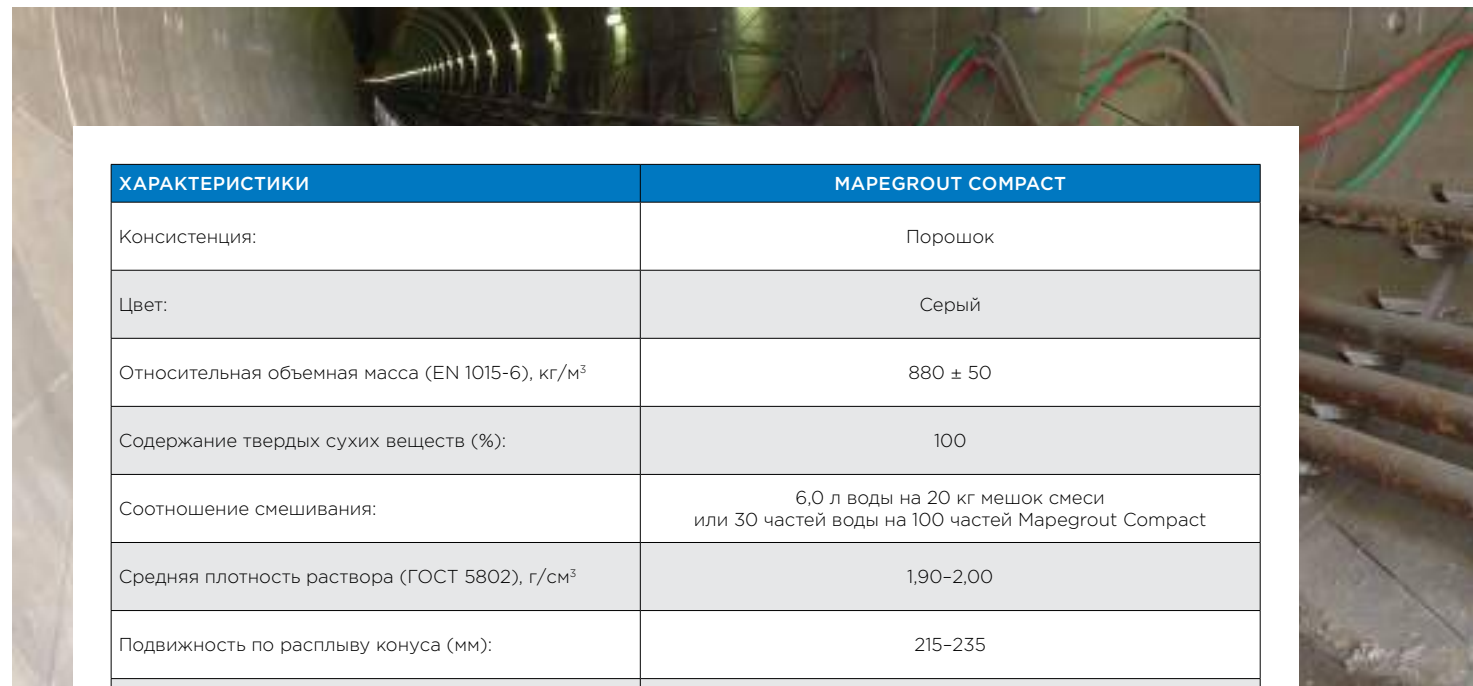 ХАРАКТЕРИСТИКИ MAPEGROUT COMPACT
Консистенция: Порошок
Цвет: Серый
Относительная объемная масса (EN 1015-6), кг/м³ 880 ± 50
Содержание твердых сухих веществ (%): 100
Соотношение смешивания: 6,0 л воды на 20 кг мешок смеси
или 30 частей воды на 100 частей Mapegrout Compact
Средняя плотность раствора (ГОСТ 5802), г/см³ 1,90–2,00
Подвижность по расплыву конуса (мм): 215–235